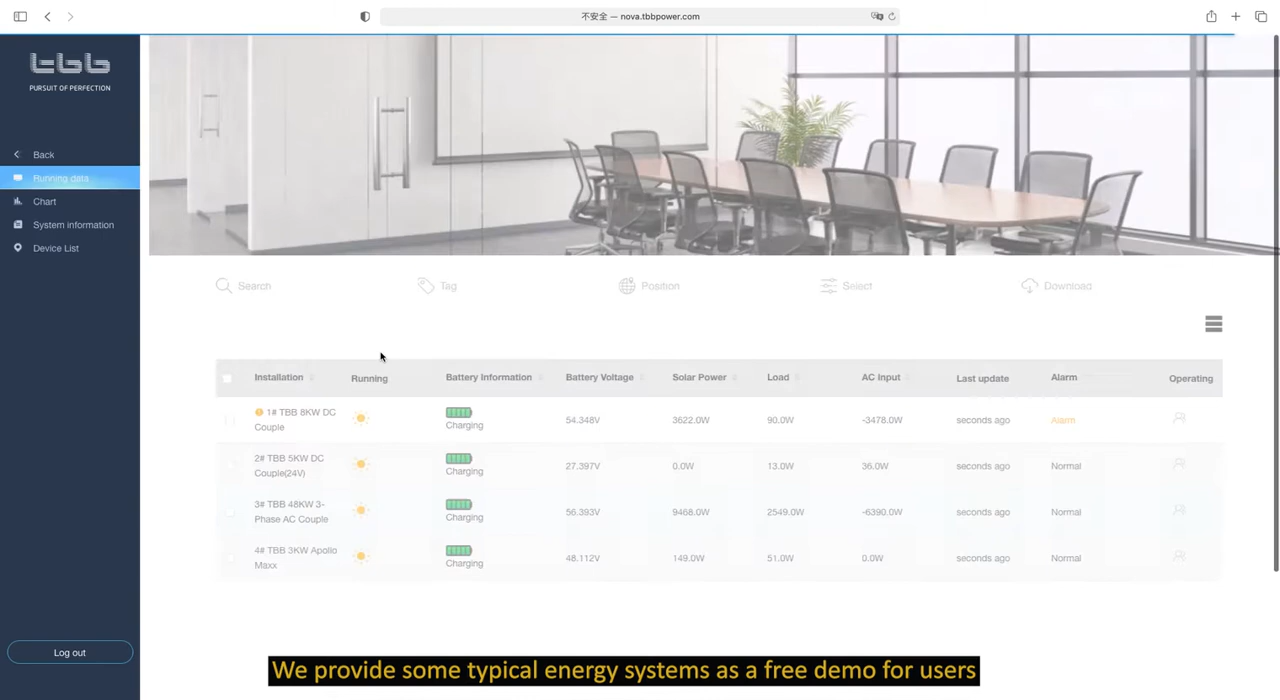 不安全 — nova.tbbpower.com
tbb
PURSUIT OF PERFECTION
Back
Running data
Chart
System information
Device List
Log out
Search Tag Position Select Download
Installation Running Battery Information Battery Voltage Solar Power Load AC Input Last update Alarm Operating
1# TBB 8KW DC
Couple
Charging 54.348V 3622.0W 90.0W -3478.0W seconds ago Alarm
2# TBB 5KW DC
Couple(24V)
Charging 27.397V 0.0W 13.0W 36.0W seconds ago Normal
3# TBB 48KW 3-
Phase AC Couple
Charging 56.393V 9468.0W 2549.0W -6390.0W seconds ago Normal
4# TBB 3KW Apollo
Maxx
Charging 48.112V 149.0W 51.0W 0.0W seconds ago Normal
We provide some typical energy systems as a free demo for users